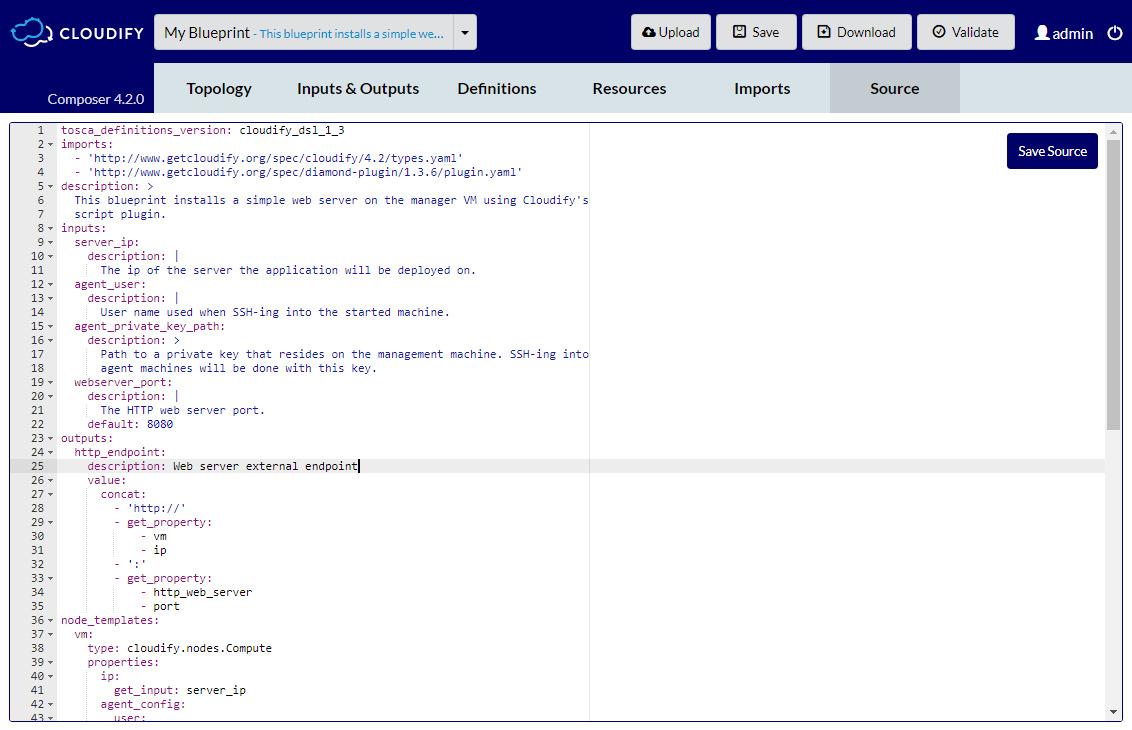 CLOUDIFY
My Blueprint - This blueprint installs a simple we...
Upload
Save
Download
Validate
admin
Composer 4.2.0
Topology
Inputs & Outputs
Definitions
Resources
Imports
Source
Save Source
1 tosca_definitions_version: cloudify_dsl_1_3
2 imports:
3   - 'http://www.getcloudify.org/spec/cloudify/4.2/types.yaml'
4   - 'http://www.getcloudify.org/spec/diamond-plugin/1.3.6/plugin.yaml'
5 description: >
6   This blueprint installs a simple web server on the manager VM using Cloudify's
7   script plugin.
8 inputs:
9   server_ip:
10     description: |
11       The ip of the server the application will be deployed on.
12   agent_user:
13     description: |
14       User name used when SSH-ing into the started machine.
15   agent_private_key_path:
16     description: >
17       Path to a private key that resides on the management machine. SSH-ing into
18       agent machines will be done with this key.
19   webserver_port:
20     description: |
21       The HTTP web server port.
22     default: 8080
23 outputs:
24   http_endpoint:
25     description: Web server external endpoint
26     value:
27       concat:
28         - 'http://'
29         - get_property:
30             - vm
31             - ip
32         - ':'
33         - get_property:
34             - http_web_server
35             - port
36 node_templates:
37   vm:
38     type: cloudify.nodes.Compute
39     properties:
40       ip:
41         get_input: server_ip
42       agent_config:
43         user: